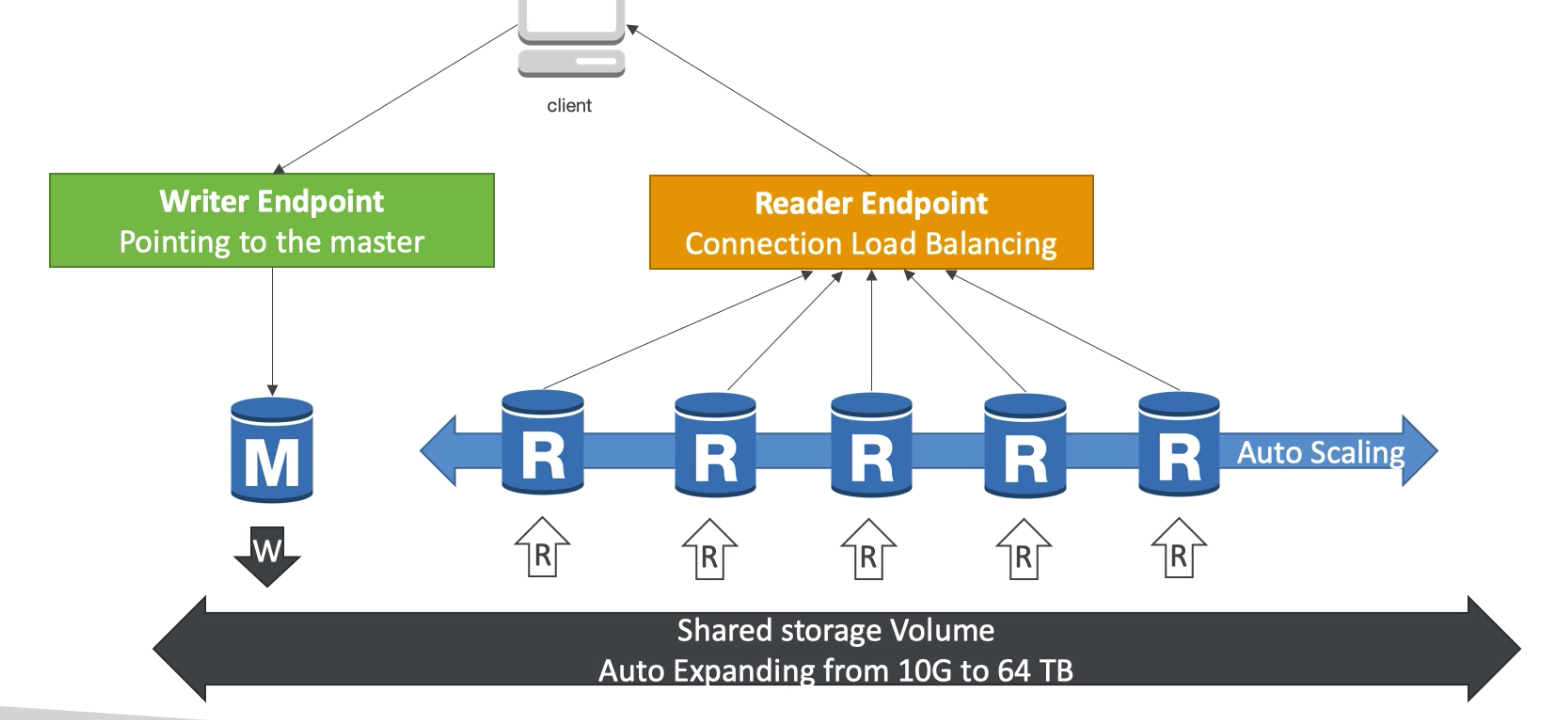 client
Writer Endpoint
Pointing to the master
Reader Endpoint
Connection Load Balancing
M
R
R
R
R
R
Auto Scaling
W
R
R
R
R
R
Shared storage Volume
Auto Expanding from 10G to 64 TB